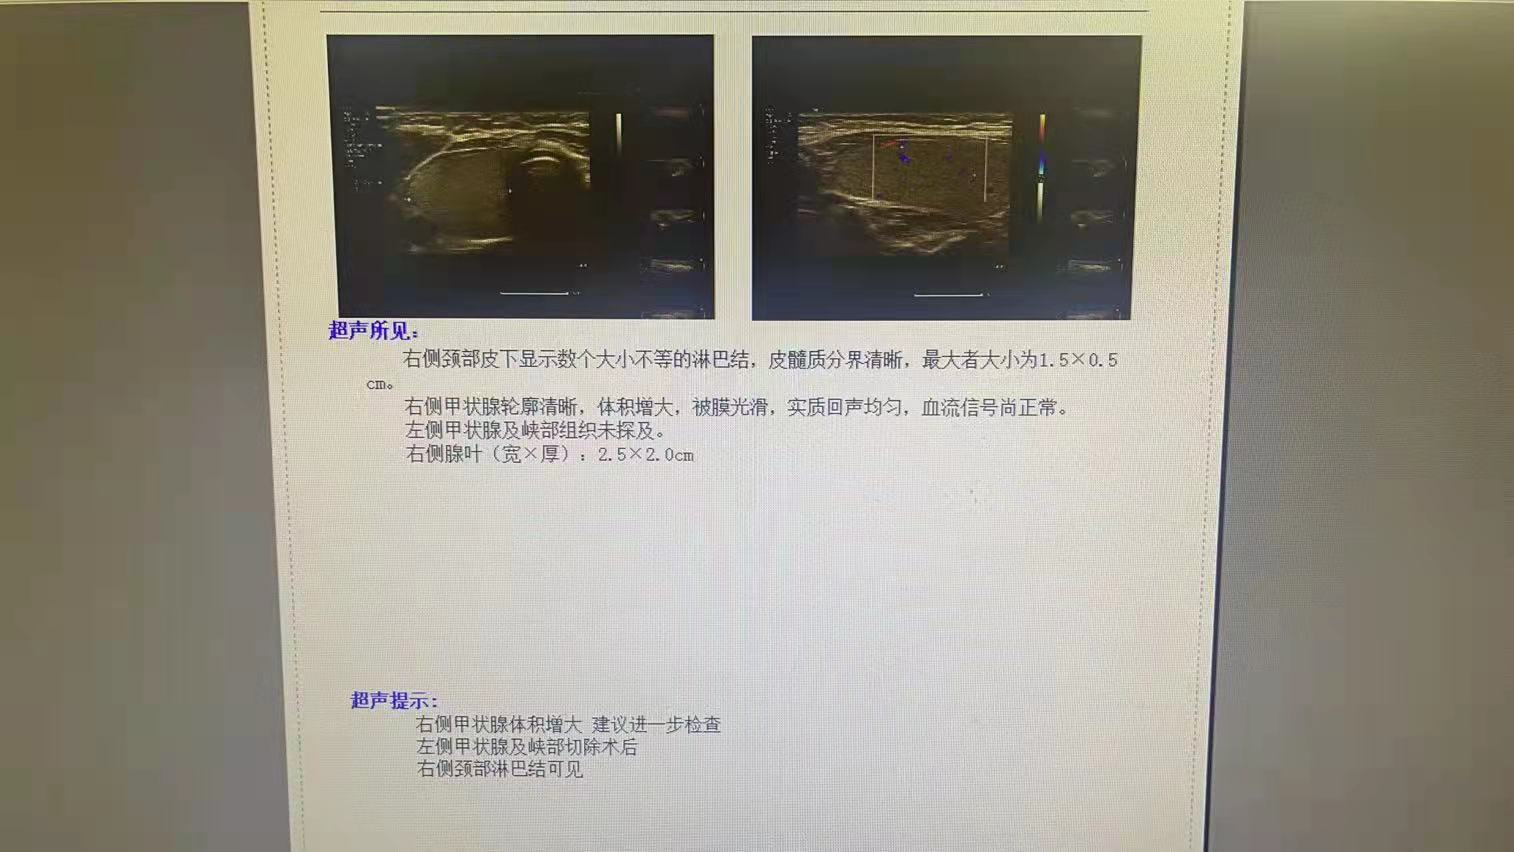 超声所见：
右侧颈部皮下显示数个大小不等的淋巴结，皮髓质分界清晰，最大者大小为1.5×0.5
cm。
右侧甲状腺轮廓清晰，体积增大，被膜光滑，实质回声均匀，血流信号尚正常。
左侧甲状腺及峡部组织未探及。
右侧腺叶（宽×厚）：2.5×2.0cm
超声提示：
右侧甲状腺体积增大 建议进一步检查
左侧甲状腺及峡部切除术后
右侧颈部淋巴结可见